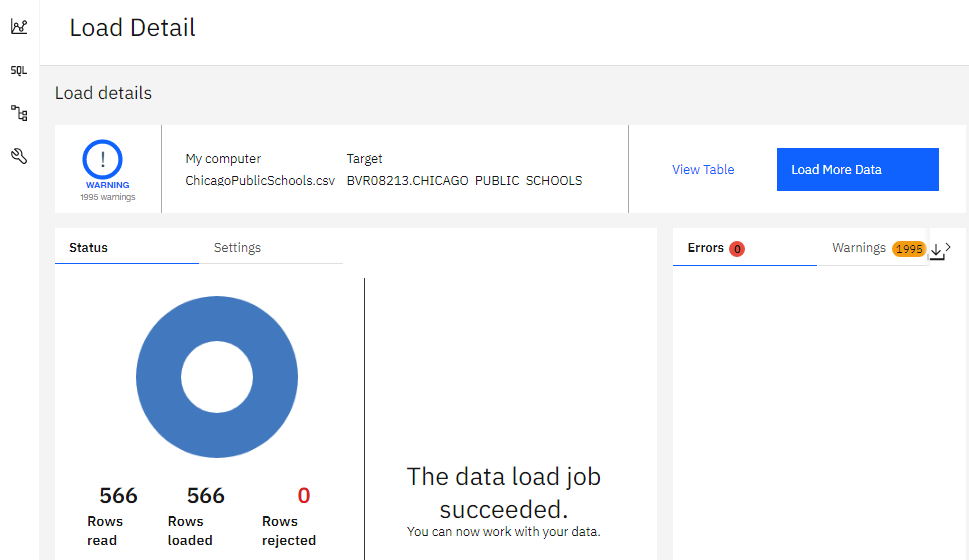 Load Detail
SQL
Load details
!
WARNING
1995 warnings
My computer
ChicagoPublicSchools.csv
Target
BVR08213.CHICAGO_PUBLIC_SCHOOLS
View Table
Load More Data
Status
Settings
566
Rows
read
566
Rows
loaded
0
Rows
rejected
The data load job
succeeded.
You can now work with your data.
Errors 0
Warnings 1995